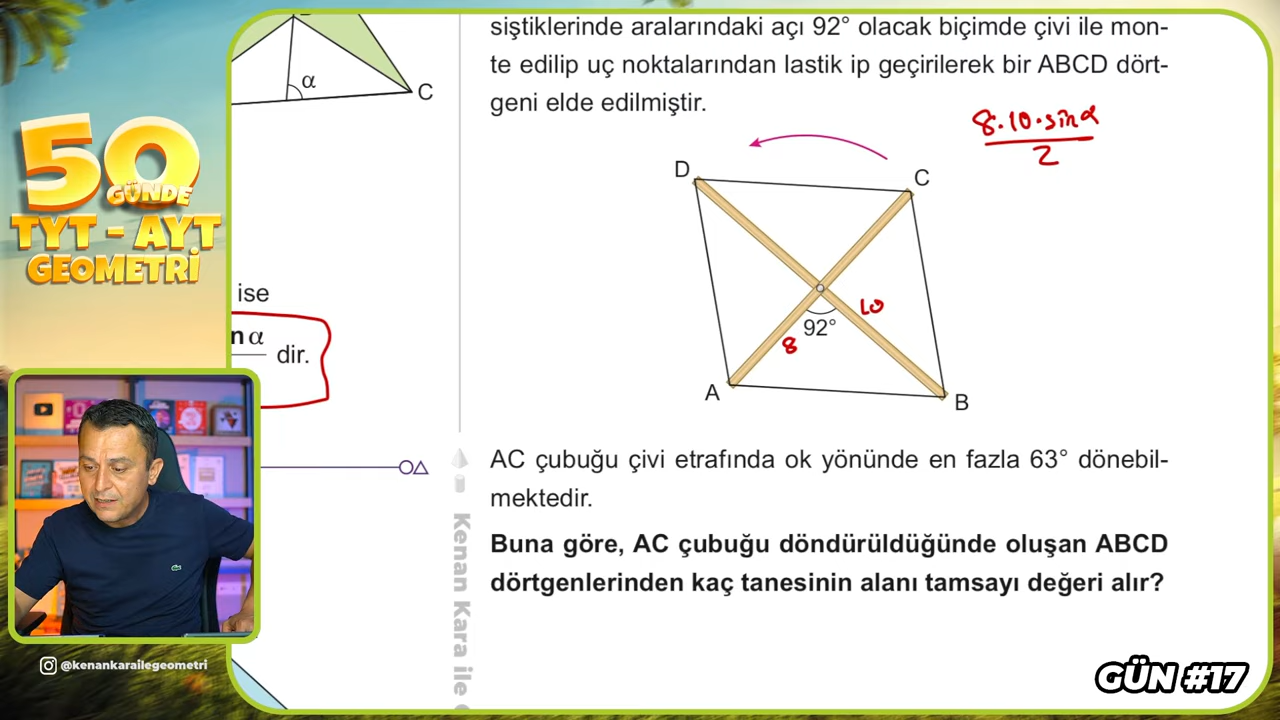 50
GÜNDE
TYT - AYT
GEOMETRİ
α
C
ise
nα
dir.
siştiklerinde aralarındaki açı 92° olacak biçimde çivi ile mon-
te edilip uç noktalarından lastik ip geçirilerek bir ABCD dört-
geni elde edilmiştir.
8.10.sinα
2
D
C
10
92°
8
A
B
AC çubuğu çivi etrafında ok yönünde en fazla 63° dönebil-
mektedir.
Buna göre, AC çubuğu döndürüldüğünde oluşan ABCD
dörtgenlerinden kaç tanesinin alanı tamsayı değeri alır?
Kenan Kara ile
@kenankarailegeometri
GÜN #17